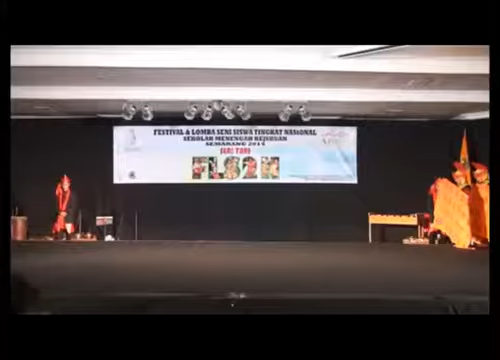 FESTIVAL & LOMBA SENI SISWA TINGKAT NASIONAL
SEKOLAH MENENGAH KEJURUAN
SEMARANG 2014
SENI TARI
FLS2N